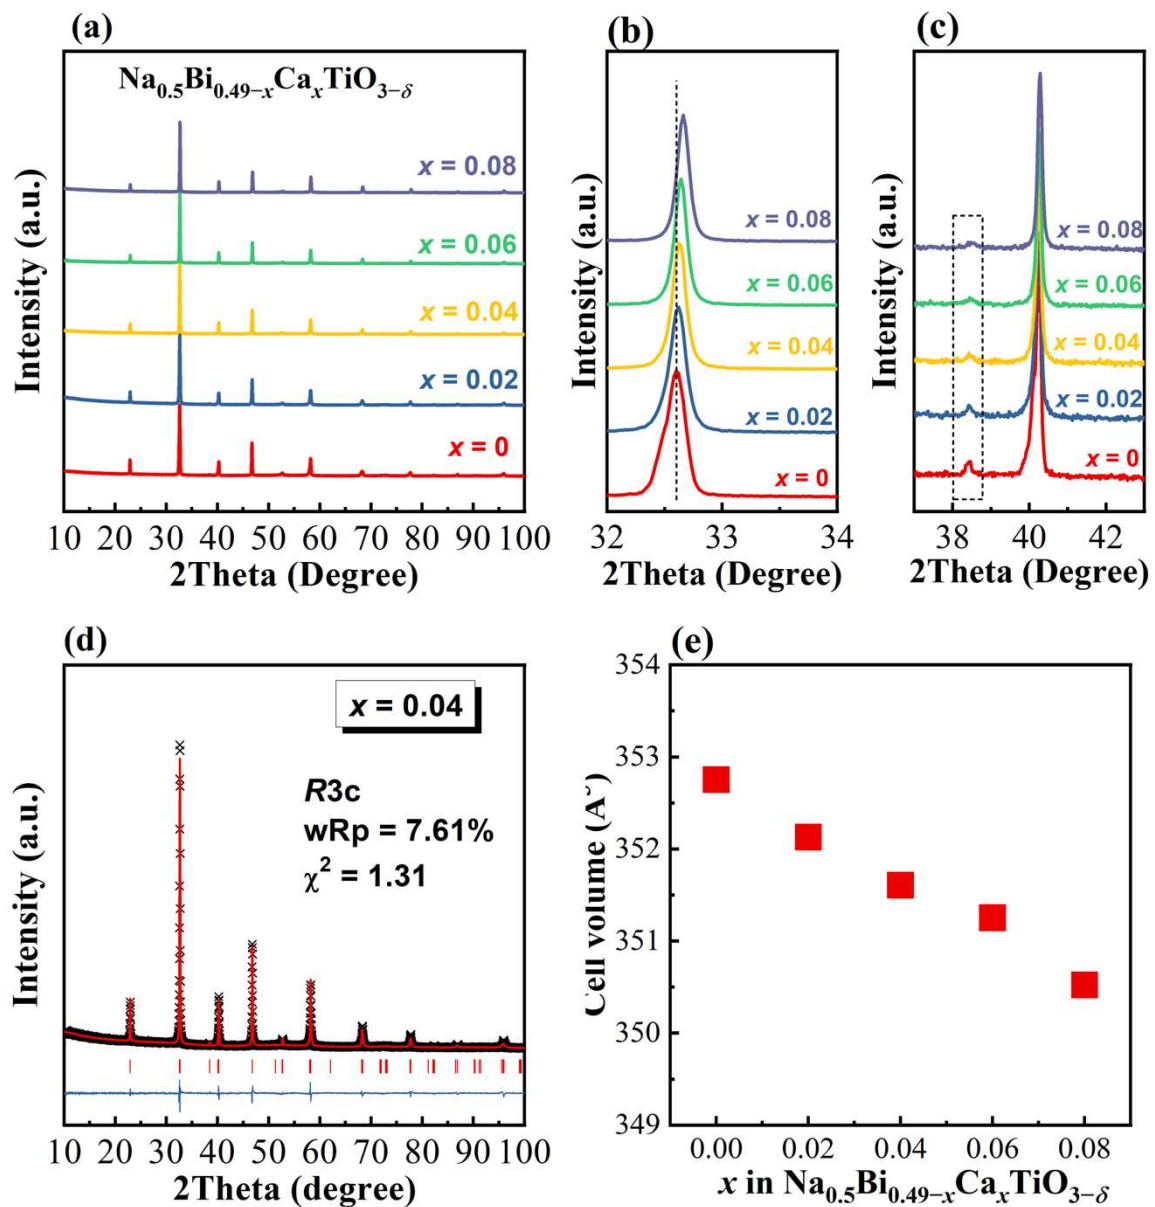 (a)
Na0.5Bi0.49−xCaxTiO3−δ
x = 0.08
x = 0.06
x = 0.04
x = 0.02
x = 0
Intensity (a.u.)
10 20 30 40 50 60 70 80 90 100
2Theta (Degree)
(b)
x = 0.08
x = 0.06
x = 0.04
x = 0.02
x = 0
Intensity (a.u.)
32 33 34
2Theta (Degree)
(c)
x = 0.08
x = 0.06
x = 0.04
x = 0.02
x = 0
Intensity (a.u.)
38 40 42
2Theta (Degree)
(d)
x = 0.04
R3c
wRp = 7.61%
χ2 = 1.31
Intensity (a.u.)
10 20 30 40 50 60 70 80 90 100
2Theta (degree)
(e)
354
353
352
351
350
349
Cell volume
0.00 0.02 0.04 0.06 0.08
x in Na0.5Bi0.49−xCaxTiO3−δ